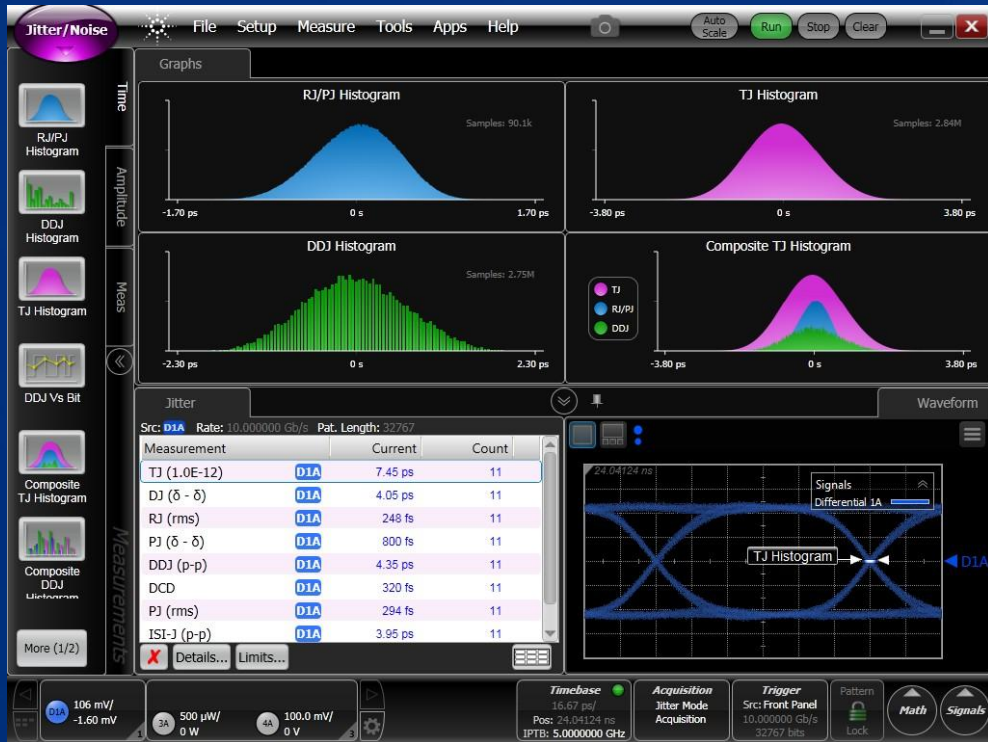 Jitter/Noise
File Setup Measure Tools Apps Help
Auto Scale
Run
Stop
Clear
Graphs
Time
Amplitude
Meas
Measurements
RJ/PJ
Histogram
DDJ
Histogram
TJ Histogram
DDJ Vs Bit
Composite
TJ Histogram
Composite
DDJ
Histogram
More (1/2)
RJ/PJ Histogram
Samples: 90.1k
-1.70 ps 0 s 1.70 ps
TJ Histogram
Samples: 2.84M
-3.80 ps 0 s 3.80 ps
DDJ Histogram
Samples: 2.75M
-2.30 ps 0 s 2.30 ps
Composite TJ Histogram
TJ
RJ/PJ
DDJ
-3.80 ps 0 s 3.80 ps
Jitter
Src: D1A Rate: 10.000000 Gb/s Pat. Length: 32767
Measurement Current Count
TJ (1.0E-12) D1A 7.45 ps 11
DJ (δ - δ) D1A 4.05 ps 11
RJ (rms) D1A 248 fs 11
PJ (δ - δ) D1A 800 fs 11
DDJ (p-p) D1A 4.35 ps 11
DCD D1A 320 fs 11
PJ (rms) D1A 294 fs 11
ISI-J (p-p) D1A 3.95 ps 11
Details... Limits...
Waveform
24.04124 ns
Signals
Differential 1A
TJ Histogram
D1A
D1A 106 mV/
-1.60 mV
1
3A 500 µW/
0 W
4A 100.0 mV/
0 V
3
Timebase
16.67 ps/
Pos: 24.04124 ns
IPTB: 5.0000000 GHz
Acquisition
Jitter Mode
Acquisition
Trigger
Src: Front Panel
10.000000 Gb/s
32767 bits
Pattern
Lock
Math
Signals